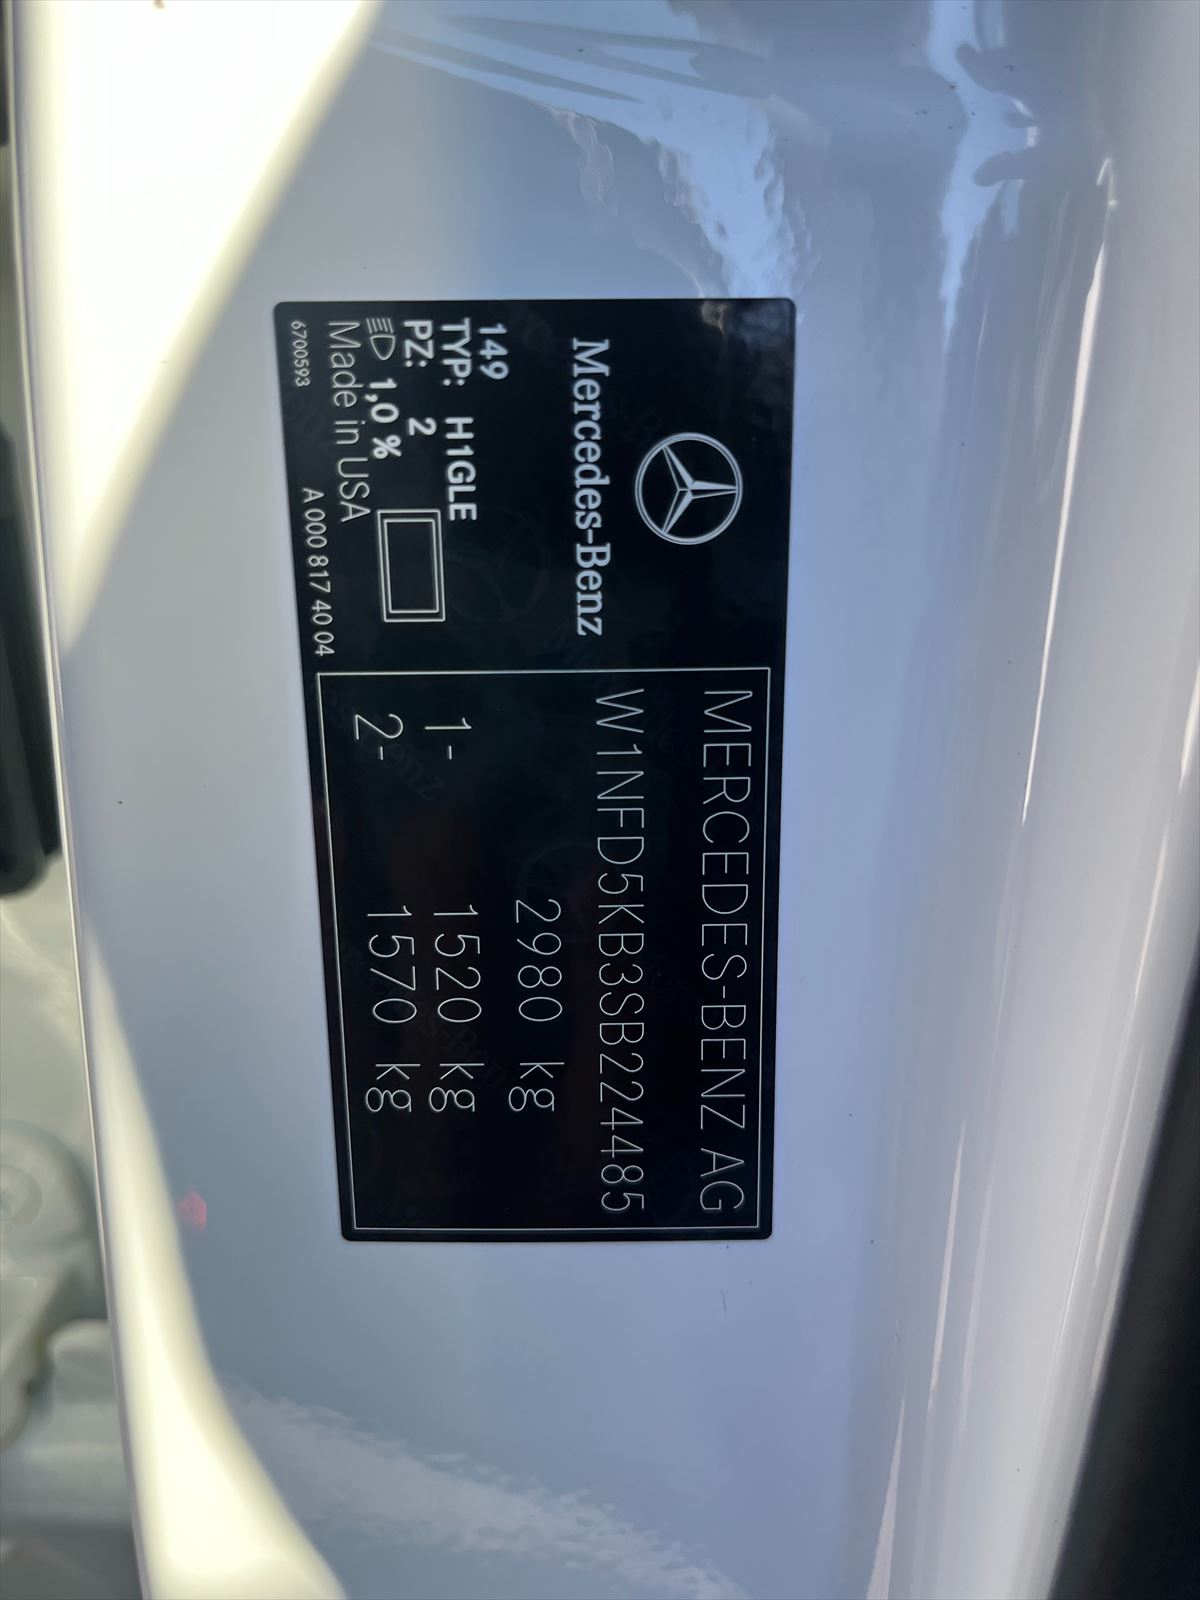 Mercedes-Benz
149
TYP: H1GLE
PZ: 2
1,0 %
Made in USA
6700593 A 000 817 40 04
MERCEDES-BENZ AG
W1NFD5KB3SB224485
2980 kg
1- 1520 kg
2- 1570 kg